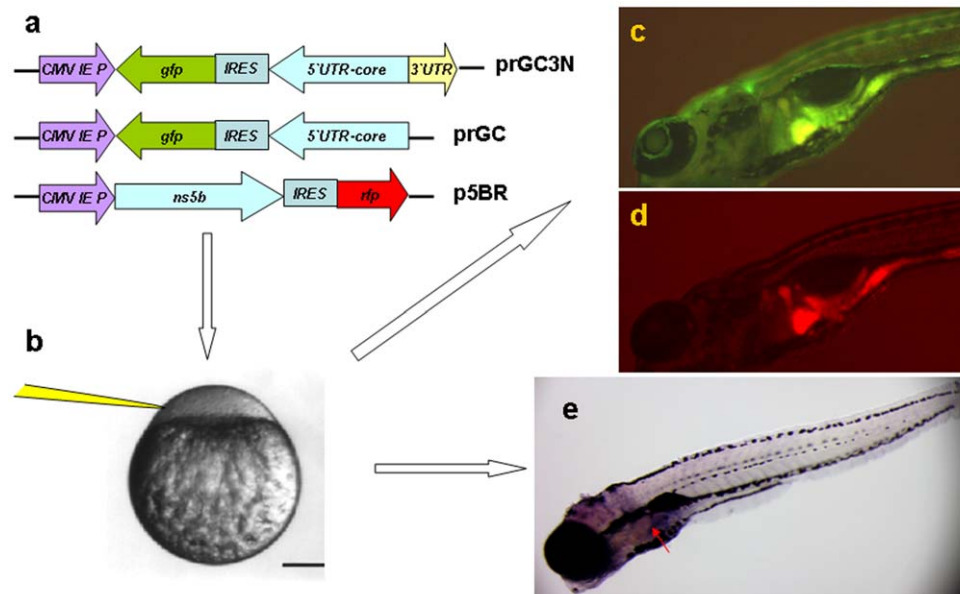 a
CMV IE P gfp IRES 5`UTR-core 3`UTR prGC3N
CMV IE P gfp IRES 5`UTR-core prGC
CMV IE P ns5b IRES rfp p5BR
b
c
d
e